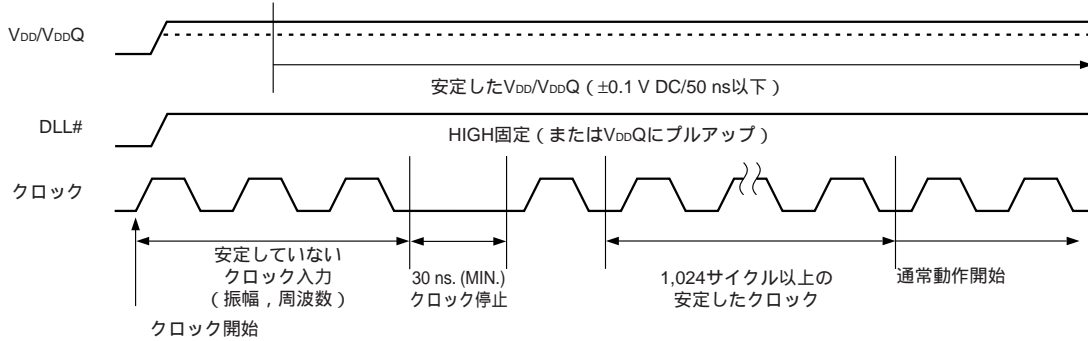 VDD/VDDQ
安定したVDD/VDDQ（±0.1 V DC/50 ns以下）
DLL#
HIGH固定（またはVDDQにプルアップ）
クロック
安定していない
クロック入力
（振幅，周波数）
30 ns. (MIN.)
クロック停止
1,024サイクル以上の
安定したクロック
通常動作開始
クロック開始